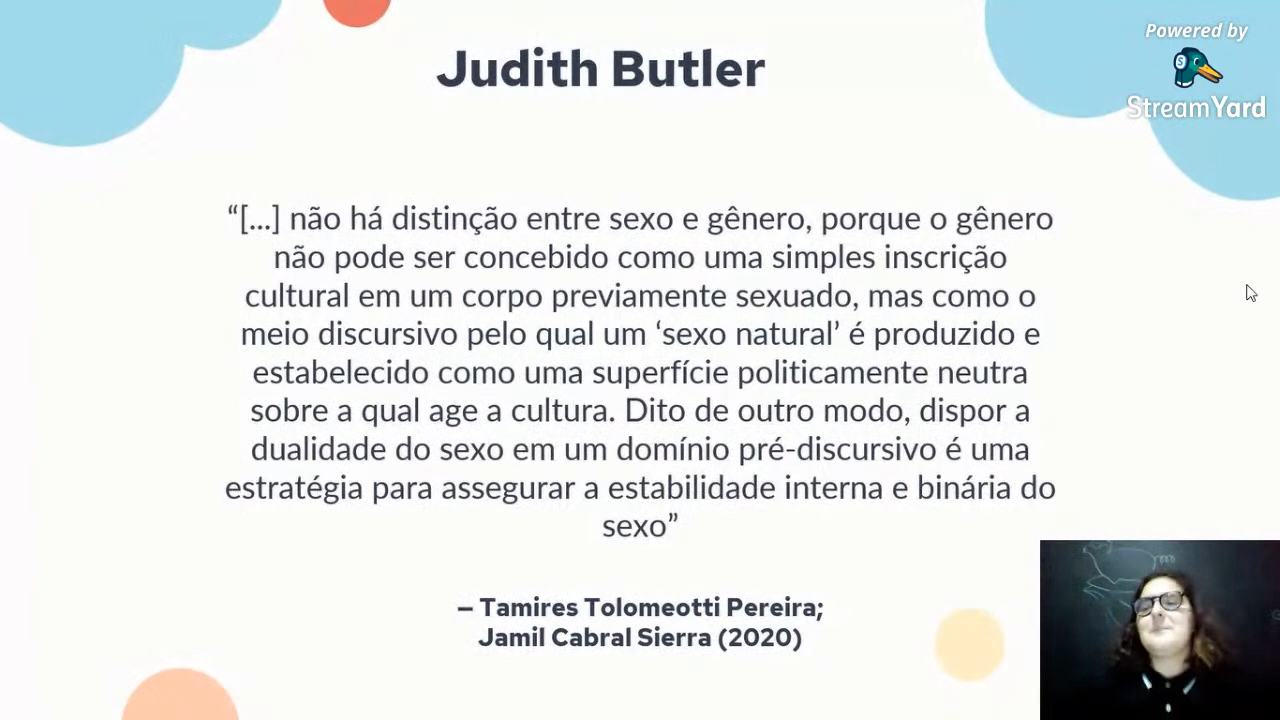 Judith Butler
Powered by
StreamYard
“[...] não há distinção entre sexo e gênero, porque o gênero
não pode ser concebido como uma simples inscrição
cultural em um corpo previamente sexuado, mas como o
meio discursivo pelo qual um ‘sexo natural’ é produzido e
estabelecido como uma superfície politicamente neutra
sobre a qual age a cultura. Dito de outro modo, dispor a
dualidade do sexo em um domínio pré-discursivo é uma
estratégia para assegurar a estabilidade interna e binária do
sexo”
– Tamires Tolomeotti Pereira;
Jamil Cabral Sierra (2020)